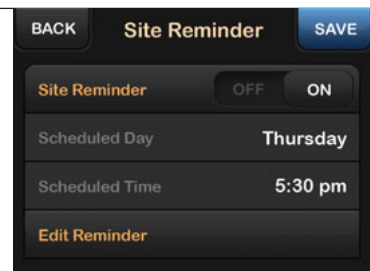 BACK Site Reminder SAVE
Site Reminder OFF ON
Scheduled Day Thursday
Scheduled Time 5:30 pm
Edit Reminder